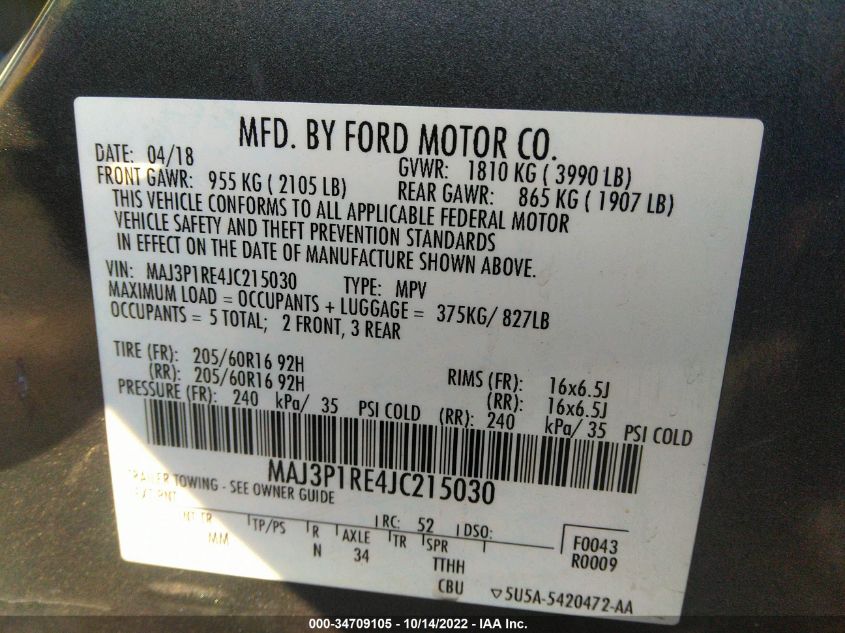 MFD. BY FORD MOTOR CO.
DATE: 04/18 GVWR: 1810 KG ( 3990 LB)
FRONT GAWR: 955 KG ( 2105 LB) REAR GAWR: 865 KG ( 1907 LB)
THIS VEHICLE CONFORMS TO ALL APPLICABLE FEDERAL MOTOR
VEHICLE SAFETY AND THEFT PREVENTION STANDARDS
IN EFFECT ON THE DATE OF MANUFACTURE SHOWN ABOVE.
VIN: MAJ3P1RE4JC215030 TYPE: MPV
MAXIMUM LOAD = OCCUPANTS + LUGGAGE = 375KG/ 827LB
OCCUPANTS = 5 TOTAL; 2 FRONT, 3 REAR
TIRE (FR): 205/60R16 92H RIMS (FR): 16x6.5J
(RR): 205/60R16 92H (RR): 16x6.5J
PRESSURE (FR): 240 kPa/ 35 PSI COLD (RR): 240 kPa/ 35 PSI COLD
MAJ3P1RE4JC215030
TOWING - SEE OWNER GUIDE
TP/PS R AXLE RC: 52 TR SPR DSO: F0043
MM N 34 TTHH R0009
CBU 5U5A-5420472-AA
000-34709105 - 10/14/2022 - IAA Inc.